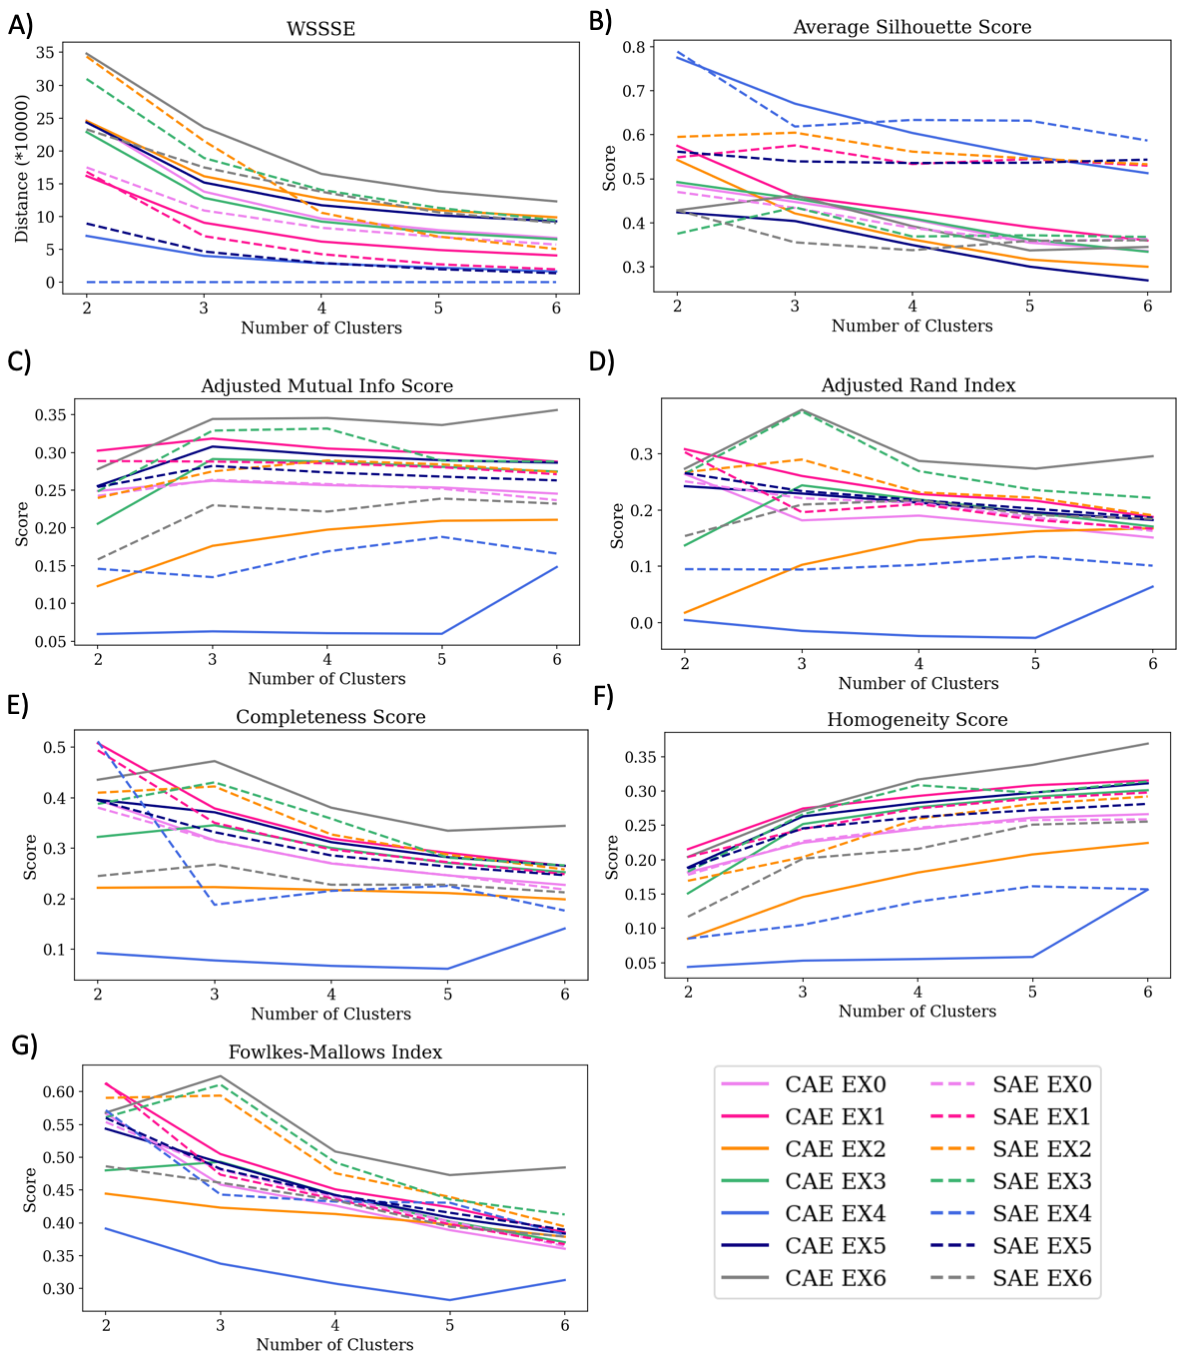 A)
WSSSE
35
30
25
20
15
10
5
0
Distance (*10000)
2 3 4 5 6
Number of Clusters
B)
Average Silhouette Score
0.8
0.7
0.6
0.5
0.4
0.3
Score
2 3 4 5 6
Number of Clusters
C)
Adjusted Mutual Info Score
0.35
0.30
0.25
0.20
0.15
0.10
0.05
Score
2 3 4 5 6
Number of Clusters
D)
Adjusted Rand Index
0.3
0.2
0.1
0.0
Score
2 3 4 5 6
Number of Clusters
E)
Completeness Score
0.5
0.4
0.3
0.2
0.1
Score
2 3 4 5 6
Number of Clusters
F)
Homogeneity Score
0.35
0.30
0.25
0.20
0.15
0.10
0.05
Score
2 3 4 5 6
Number of Clusters
G)
Fowlkes-Mallows Index
0.60
0.55
0.50
0.45
0.40
0.35
0.30
Score
2 3 4 5 6
Number of Clusters
CAE EX0 SAE EX0
CAE EX1 SAE EX1
CAE EX2 SAE EX2
CAE EX3 SAE EX3
CAE EX4 SAE EX4
CAE EX5 SAE EX5
CAE EX6 SAE EX6